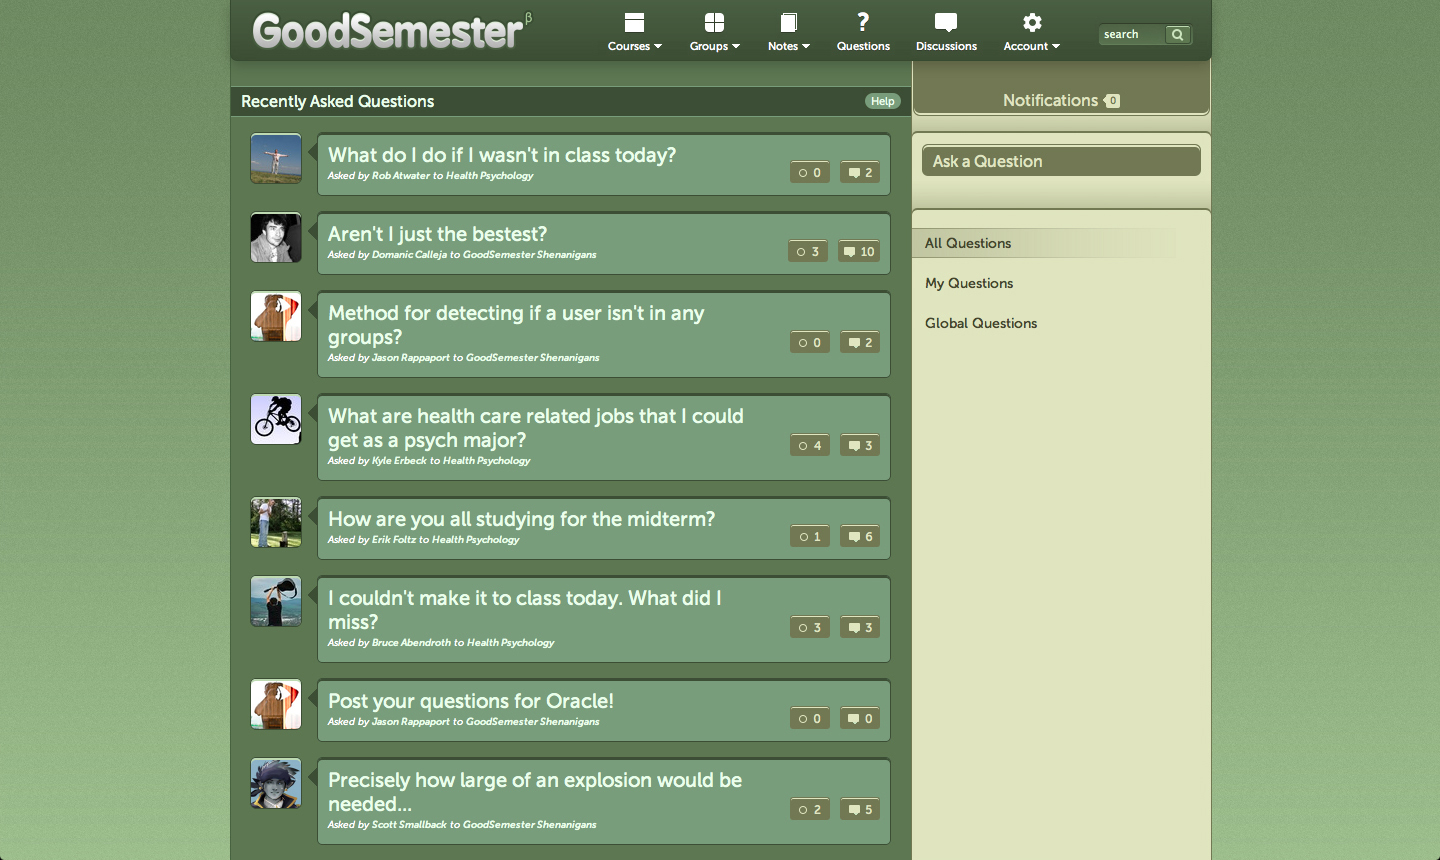 GoodSemester β
Courses Groups Notes Questions Discussions Account search
Recently Asked Questions Help
Notifications 0
Ask a Question
All Questions
My Questions
Global Questions
What do I do if I wasn't in class today?
Asked by Rob Atwater to Health Psychology
0 2
Aren't I just the bestest?
Asked by Domanic Calleja to GoodSemester Shenanigans
3 10
Method for detecting if a user isn't in any
groups?
Asked by Jason Rappaport to GoodSemester Shenanigans
0 2
What are health care related jobs that I could
get as a psych major?
Asked by Kyle Erbeck to Health Psychology
4 3
How are you all studying for the midterm?
Asked by Erik Foltz to Health Psychology
1 6
I couldn't make it to class today. What did I
miss?
Asked by Bruce Abendroth to Health Psychology
3 3
Post your questions for Oracle!
Asked by Jason Rappaport to GoodSemester Shenanigans
0 0
Precisely how large of an explosion would be
needed...
Asked by Scott Smallback to GoodSemester Shenanigans
2 5